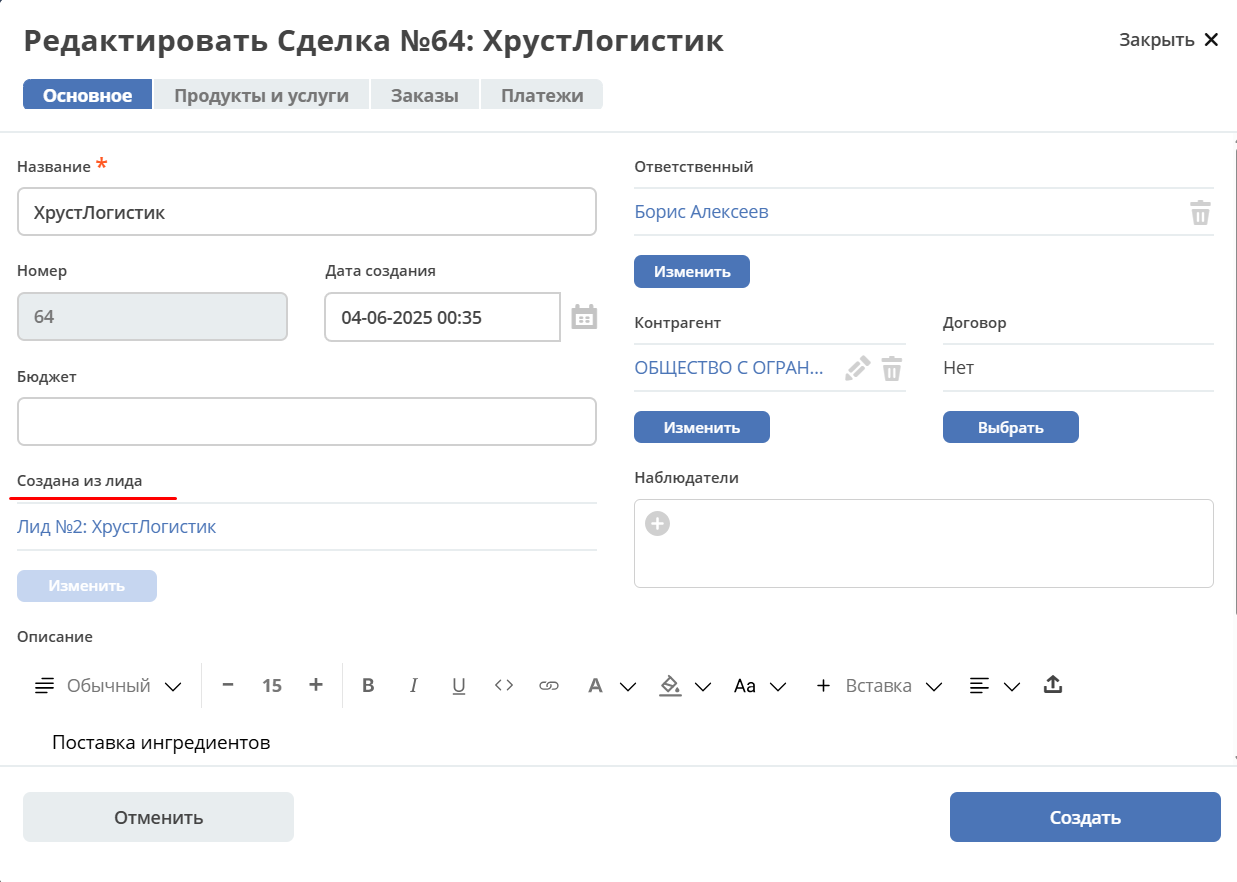 Редактировать Сделка №64: ХрустЛогистик
Закрыть
Основное
Продукты и услуги
Заказы
Платежи
Название *
ХрустЛогистик
Номер
Дата создания
64
04-06-2025 00:35
Бюджет
Создана из лида
Лид №2: ХрустЛогистик
Изменить
Ответственный
Борис Алексеев
Изменить
Контрагент
Договор
ОБЩЕСТВО С ОГРАН...
Нет
Изменить
Выбрать
Наблюдатели
Описание
Обычный
15
B I U A Aa
Вставка
Поставка ингредиентов
Отменить
Создать